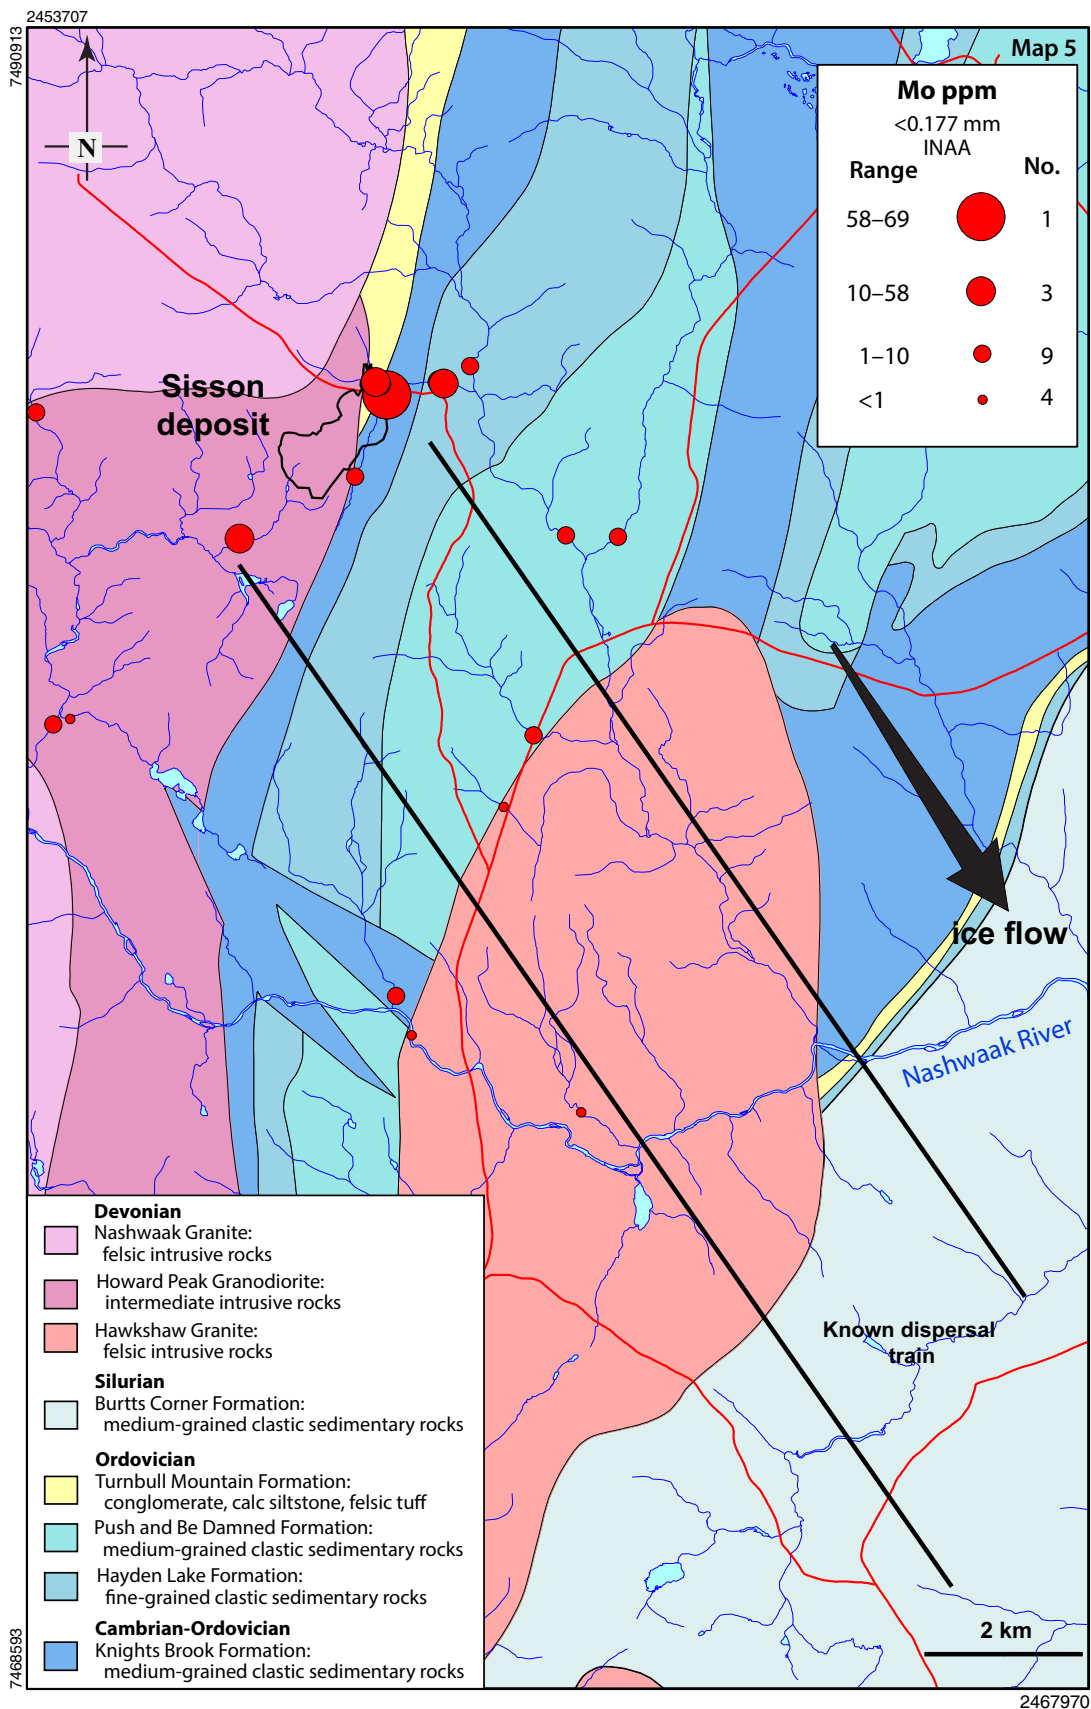 2453707
7490913
Map 5
N
Mo ppm
<0.177 mm
INAA
Range No.
58–69 1
10–58 3
1–10 9
<1 4
Sisson
deposit
ice flow
Nashwaak River
Known dispersal
train
Devonian
Nashwaak Granite:
felsic intrusive rocks
Howard Peak Granodiorite:
intermediate intrusive rocks
Hawkshaw Granite:
felsic intrusive rocks
Silurian
Burtts Corner Formation:
medium-grained clastic sedimentary rocks
Ordovician
Turnbull Mountain Formation:
conglomerate, calc siltstone, felsic tuff
Push and Be Damned Formation:
medium-grained clastic sedimentary rocks
Hayden Lake Formation:
fine-grained clastic sedimentary rocks
Cambrian-Ordovician
Knights Brook Formation:
medium-grained clastic sedimentary rocks
2 km
7468593
2467970